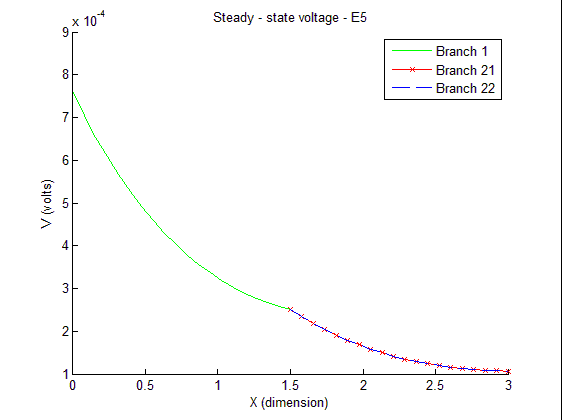 Steady - state voltage - E5
x 10^-4
9
8
7
6
5
4
3
2
1
V (volts)
0
0.5
1
1.5
2
2.5
3
X (dimension)
Branch 1
Branch 21
Branch 22